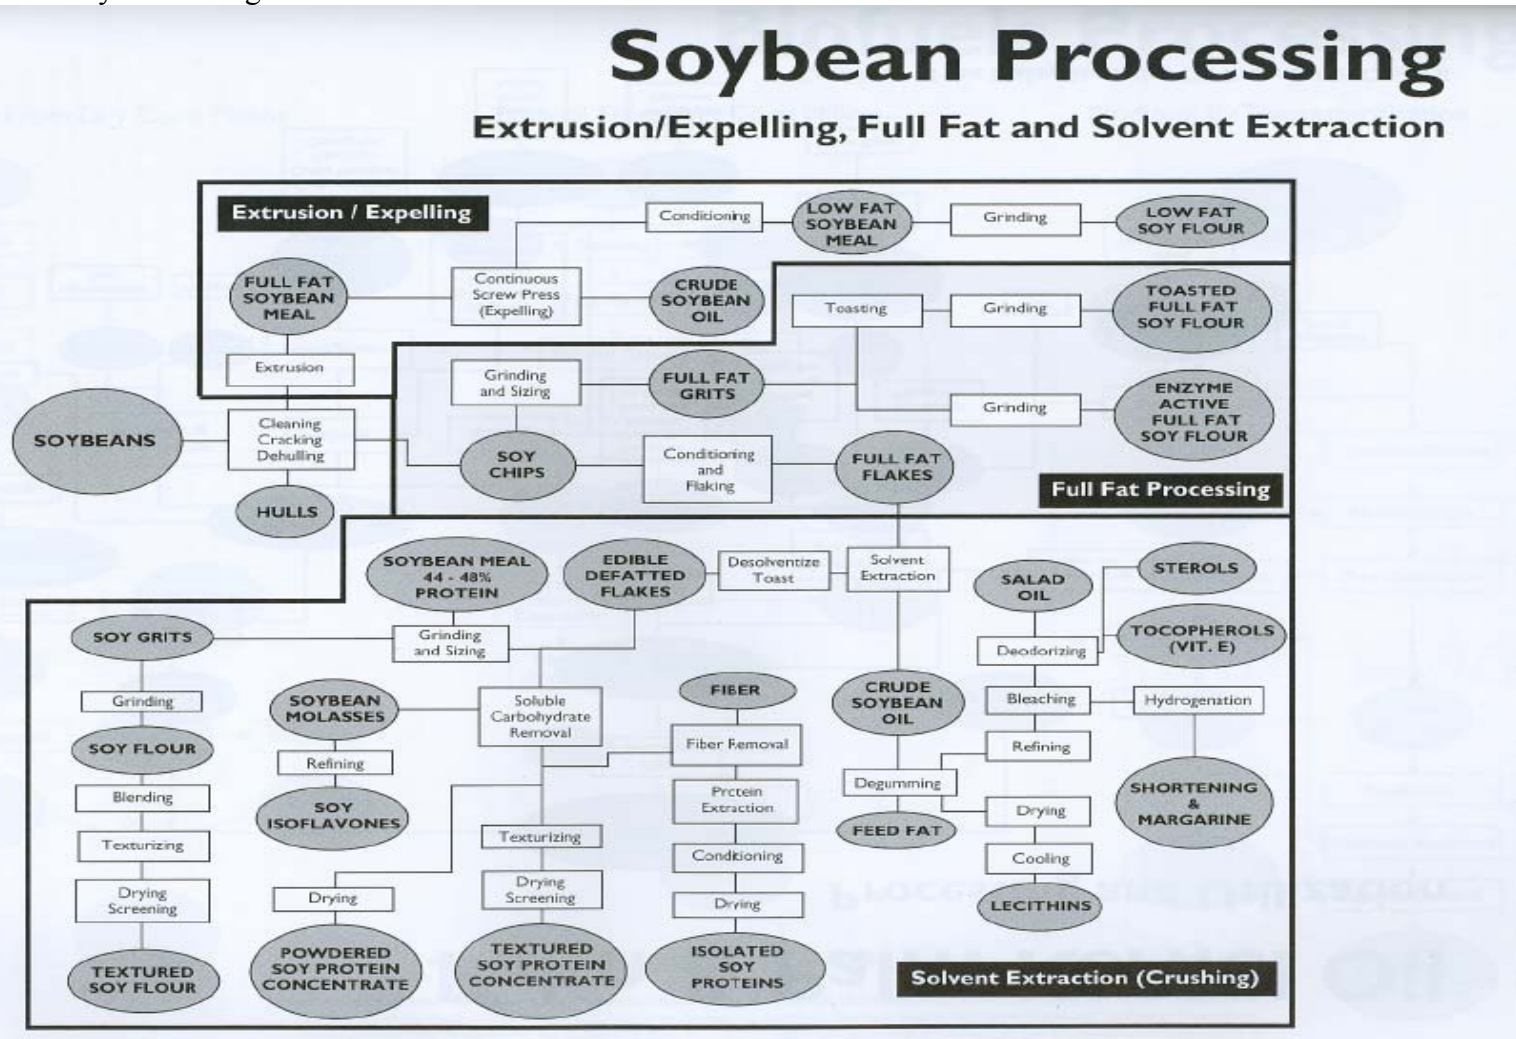 Soybean Processing
Extrusion/Expelling, Full Fat and Solvent Extraction
Extrusion / Expelling
Conditioning
LOW FAT
SOYBEAN
MEAL
Grinding
LOW FAT
SOY FLOUR
FULL FAT
SOYBEAN
MEAL
Continuous
Screw Press
(Expelling)
CRUDE
SOYBEAN
OIL
Toasting
Grinding
TOASTED
FULL FAT
SOY FLOUR
Extrusion
Grinding
and Sizing
FULL FAT
GRITS
Grinding
ENZYME
ACTIVE
FULL FAT
SOY FLOUR
SOYBEANS
Cleaning
Cracking
Dehulling
SOY
CHIPS
Conditioning
and
Flaking
FULL FAT
FLAKES
Full Fat Processing
HULLS
SOYBEAN MEAL
44 - 48%
PROTEIN
EDIBLE
DEFATTED
FLAKES
Desolventize
Toast
Solvent
Extraction
SALAD
OIL
STEROLS
SOY GRITS
Grinding
and Sizing
Deodorizing
TOCOPHEROLS
(VIT. E)
Grinding
SOYBEAN
MOLASSES
Soluble
Carbohydrate
Removal
FIBER
CRUDE
SOYBEAN
OIL
Bleaching
Hydrogenation
SOY FLOUR
Refining
Fiber Removal
Refining
Blending
SOY
ISOFLAVONES
Protein
Extraction
Degumming
SHORTENING
&
MARGARINE
Texturizing
Texturizing
Conditioning
FEED FAT
Drying
Cooling
Drying
Screening
Drying
Drying
Screening
Drying
LECITHINS
TEXTURED
SOY FLOUR
POWDERED
SOY PROTEIN
CONCENTRATE
TEXTURED
SOY PROTEIN
CONCENTRATE
ISOLATED
SOY
PROTEINS
Solvent Extraction (Crushing)